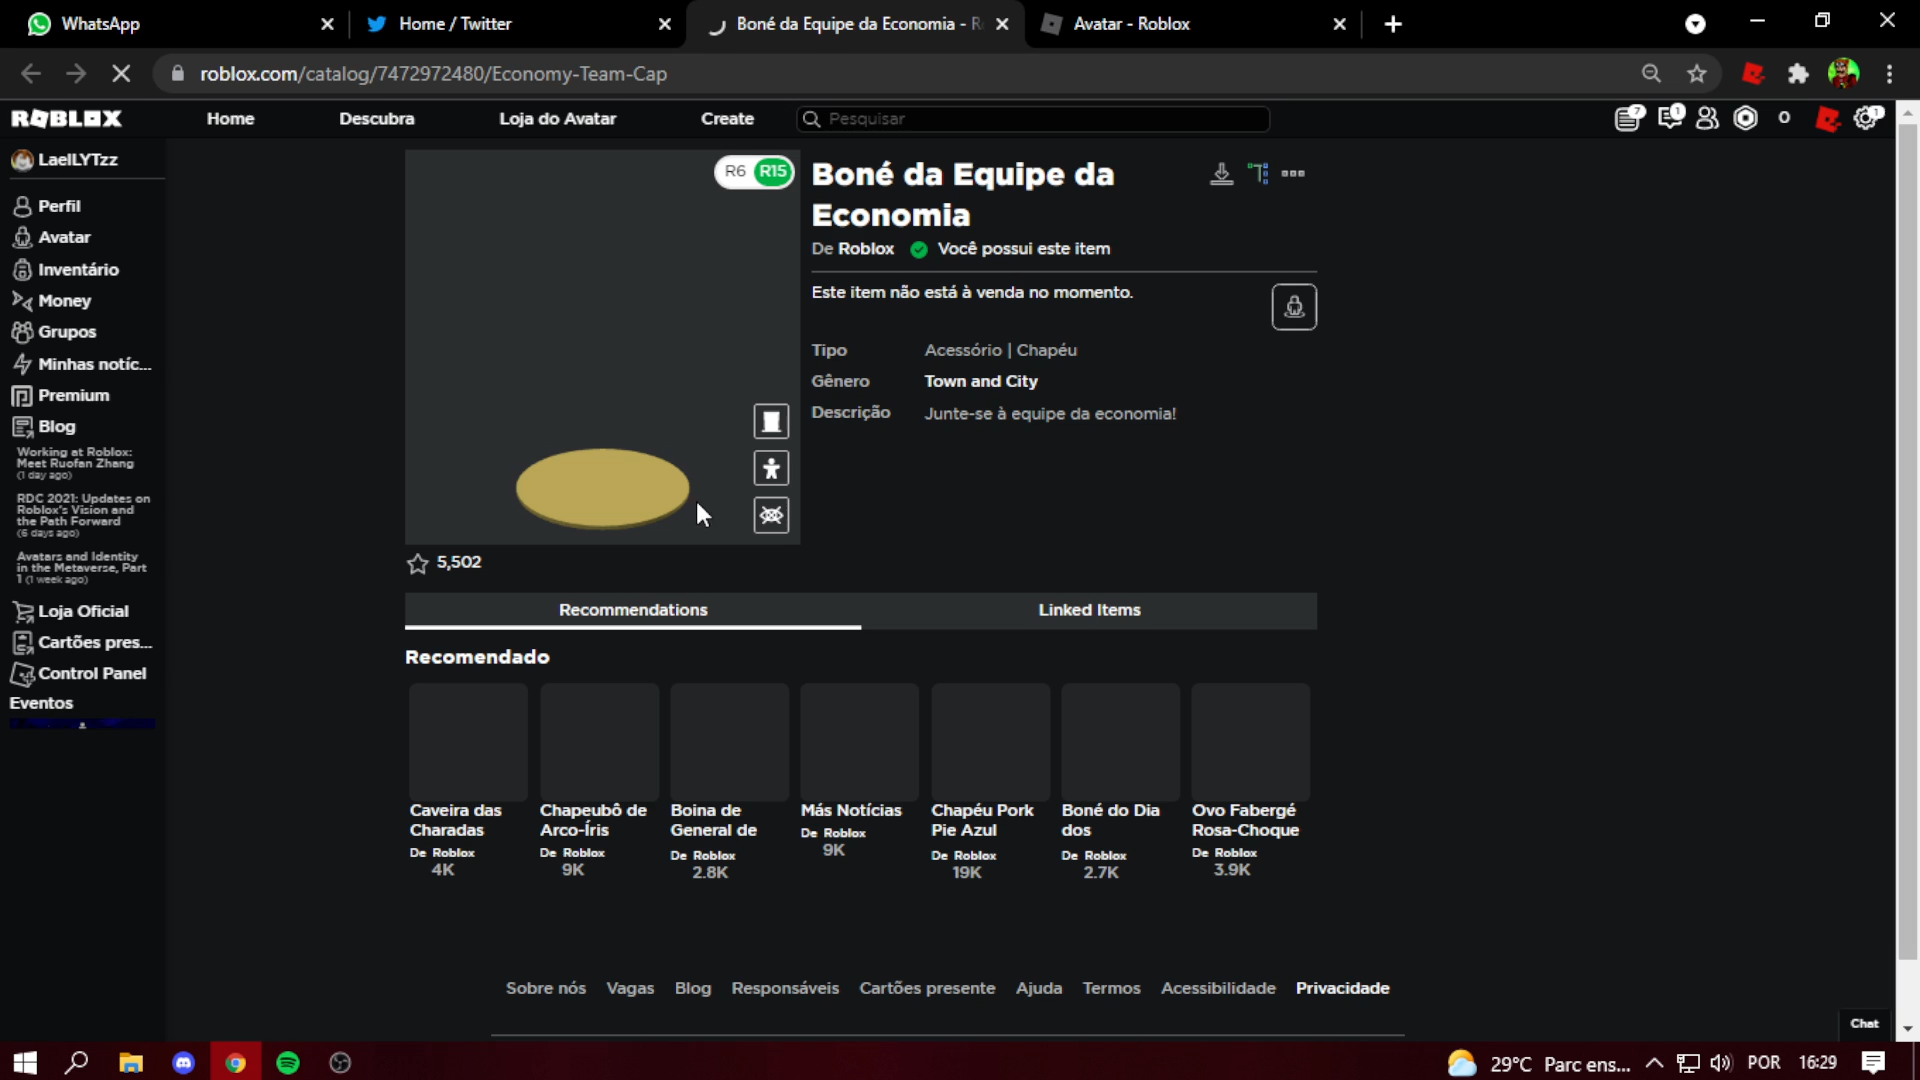 WhatsApp
Home / Twitter
Boné da Equipe da Economia - R
Avatar - Roblox
roblox.com/catalog/7472972480/Economy-Team-Cap
ROBLOX
Home
Descubra
Loja do Avatar
Create
Pesquisar
7
1
0
1
LaelLYTzz
Perfil
Avatar
Inventário
Money
Grupos
Minhas notíc...
Premium
Blog
Working at Roblox:
Meet Ruofan Zhang
(1 day ago)
RDC 2021: Updates on
Roblox's Vision and
the Path Forward
(6 days ago)
Avatars and Identity
in the Metaverse, Part
1 (1 week ago)
Loja Oficial
Cartões pres...
Control Panel
Eventos
R6 R15
Boné da Equipe da
Economia
De Roblox Você possui este item
Este item não está à venda no momento.
Tipo Acessório | Chapéu
Gênero Town and City
Descrição Junte-se à equipe da economia!
5,502
Recommendations
Linked Items
Recomendado
Caveira das
Charadas
De Roblox
4K
Chapeubô de
Arco-Íris
De Roblox
9K
Boina de
General de
De Roblox
2.8K
Más Notícias
De Roblox
9K
Chapéu Pork
Pie Azul
De Roblox
19K
Boné do Dia
dos
De Roblox
2.7K
Ovo Fabergé
Rosa-Choque
De Roblox
3.9K
Sobre nós Vagas Blog Responsáveis Cartões presente Ajuda Termos Acessibilidade Privacidade
Chat
29°C Parc ens... POR 16:29